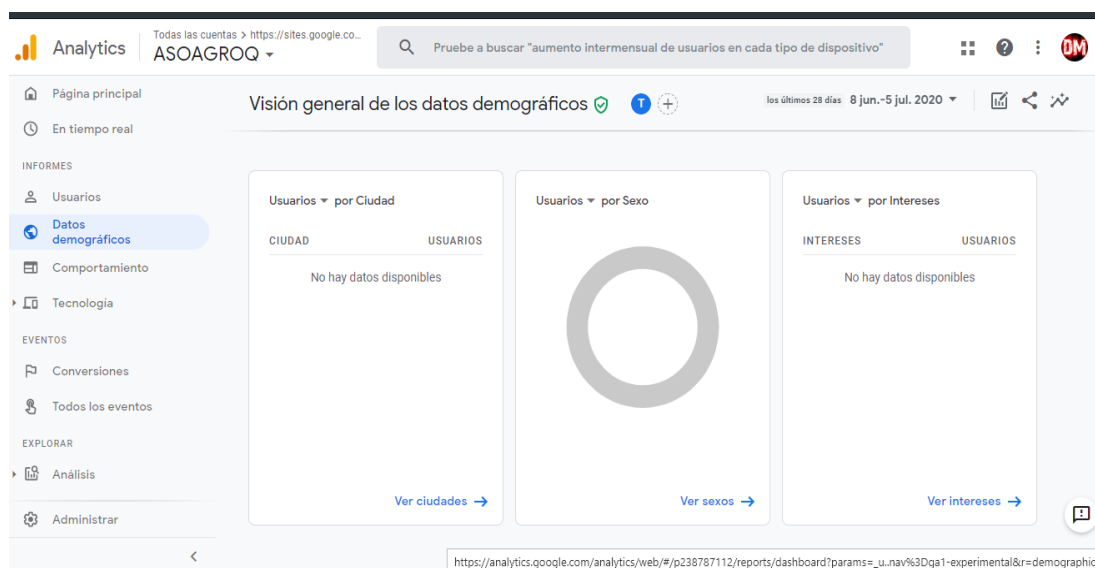 Analytics
Todas las cuentas > https://sites.google.co...
ASOAGROQ
Pruebe a buscar "aumento intermensual de usuarios en cada tipo de dispositivo"
DM
Página principal
En tiempo real
INFORMES
Usuarios
Datos
demográficos
Comportamiento
Tecnología
EVENTOS
Conversiones
Todos los eventos
EXPLORAR
Análisis
Administrar
Visión general de los datos demográficos
T
los últimos 28 días 8 jun.-5 jul. 2020
Usuarios por Ciudad
CIUDAD USUARIOS
No hay datos disponibles
Ver ciudades
Usuarios por Sexo
Ver sexos
Usuarios por Intereses
INTERESES USUARIOS
No hay datos disponibles
Ver intereses
https://analytics.google.com/analytics/web/#/p238787112/reports/dashboard?params=_u..nav%3Dga1-experimental&r=demographic